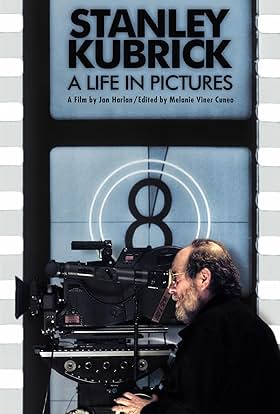 STANLEY
KUBRICK
A LIFE IN PICTURES
A Film by Jan Harlan/Edited by Melanie Viner Cuneo
8